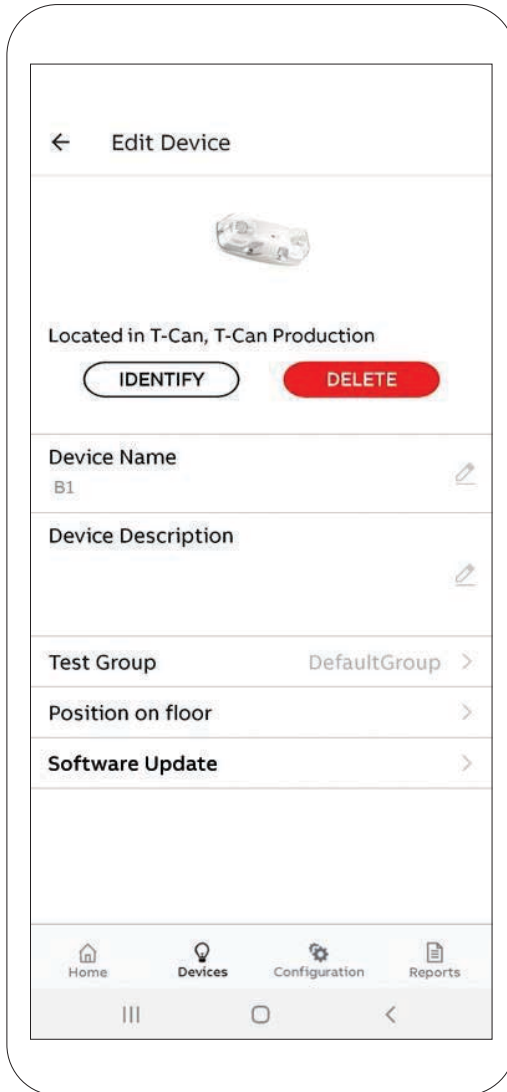 Edit Device
Located in T-Can, T-Can Production
IDENTIFY DELETE
Device Name
B1
Device Description
Test Group DefaultGroup
Position on floor
Software Update
Home Devices Configuration Reports